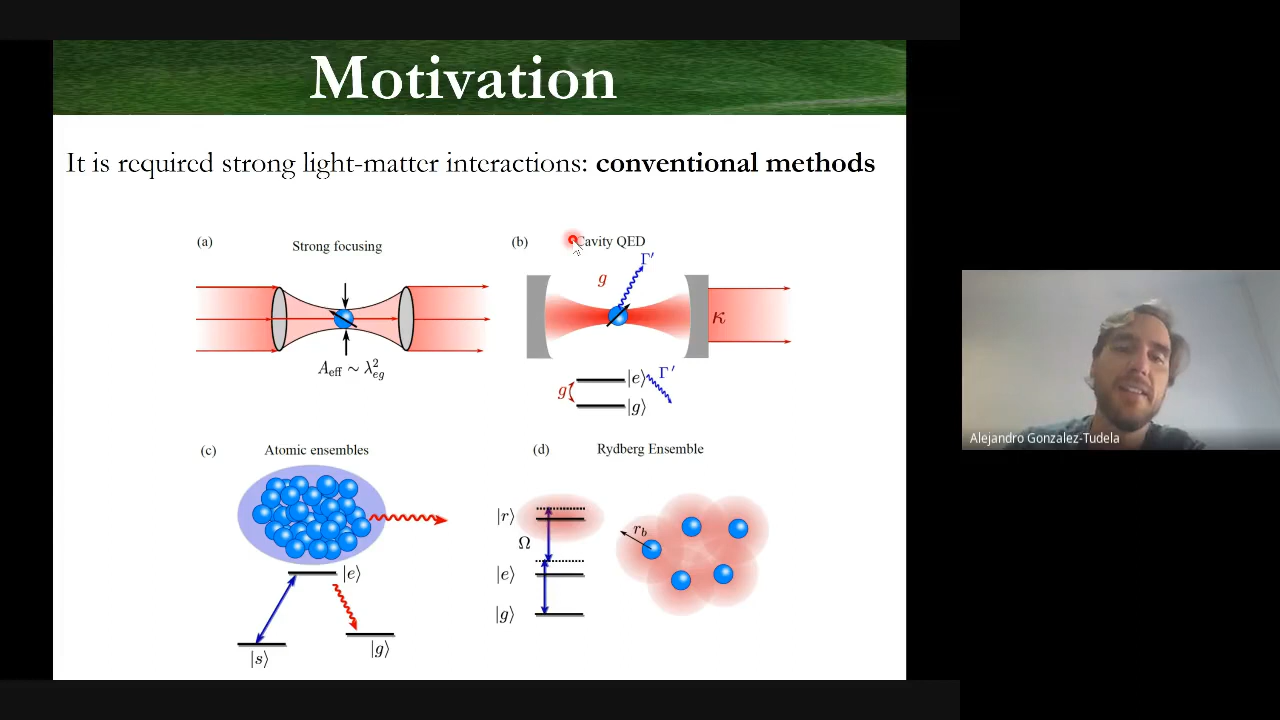 Motivation
It is required strong light-matter interactions: conventional methods
(a)
Strong focusing
A_eff ∼ λ²_eg
(b)
Cavity QED
Γ′
g
κ
g
|e⟩
Γ′
|g⟩
(c)
Atomic ensembles
|e⟩
|s⟩
|g⟩
(d)
Rydberg Ensemble
|r⟩
Ω
|e⟩
|g⟩
r_b
Alejandro Gonzalez-Tudela